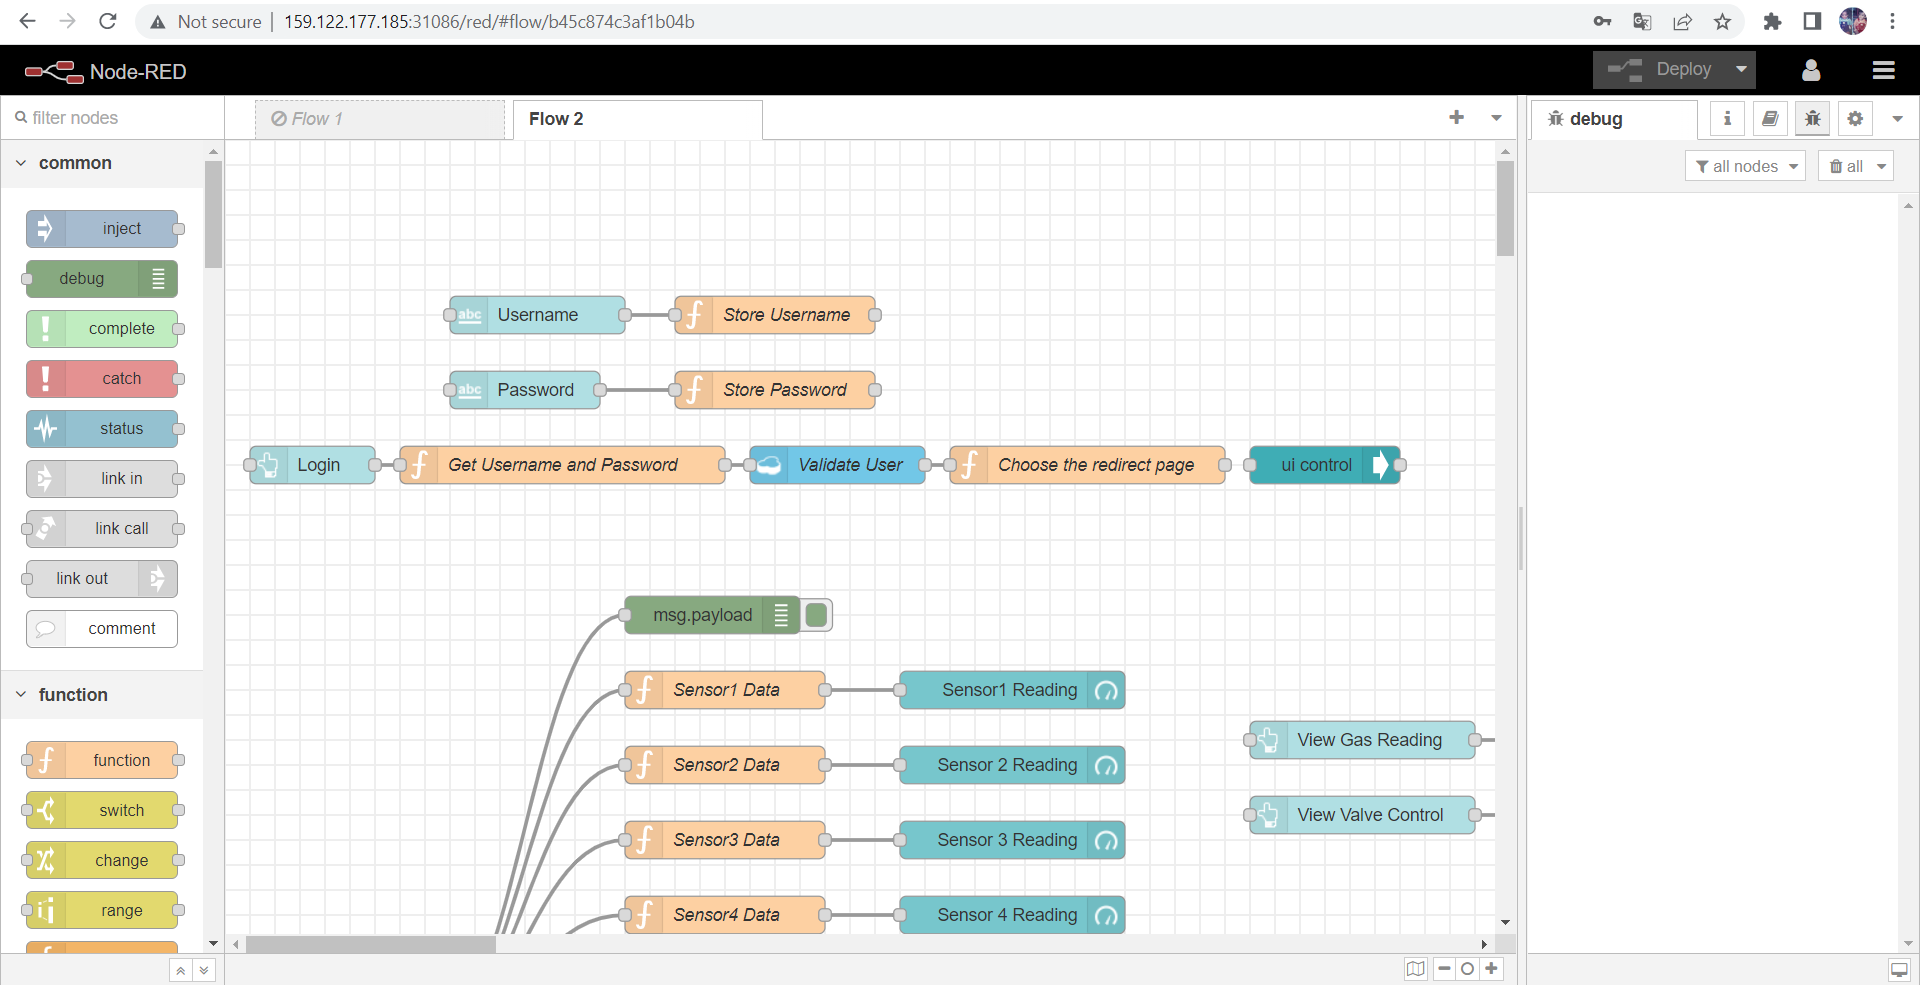 Not secure
159.122.177.185:31086/red/#flow/b45c874c3af1b04b
Node-RED
Deploy
filter nodes
Flow 1
Flow 2
debug
all nodes
all
common
inject
debug
complete
catch
status
link in
link call
link out
comment
function
function
switch
change
range
abc Username
Store Username
abc Password
Store Password
Login
Get Username and Password
Validate User
Choose the redirect page
ui control
msg.payload
Sensor1 Data
Sensor1 Reading
Sensor2 Data
Sensor 2 Reading
Sensor3 Data
Sensor 3 Reading
Sensor4 Data
Sensor 4 Reading
View Gas Reading
View Valve Control